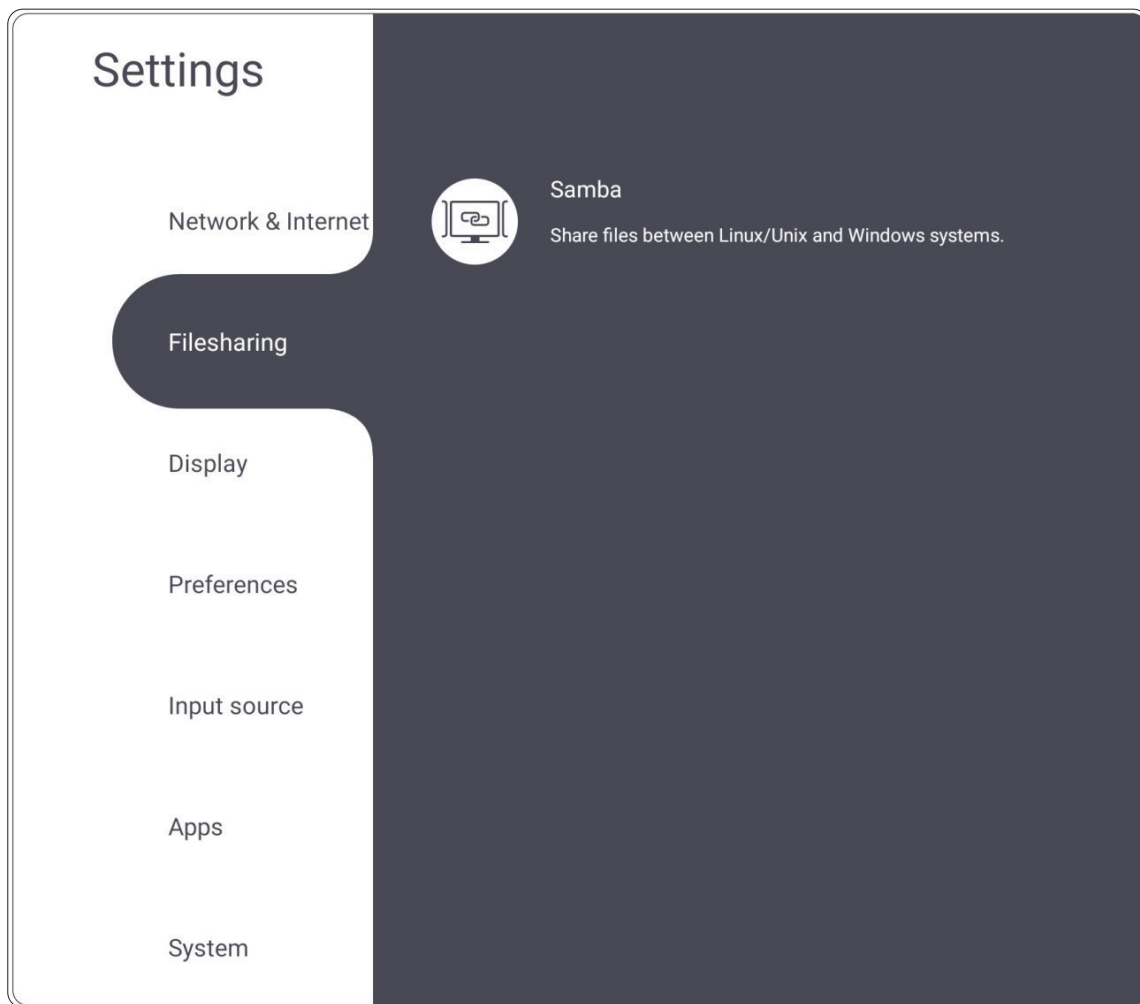 Settings
Network & Internet
Filesharing
Display
Preferences
Input source
Apps
System
Samba
Share files between Linux/Unix and Windows systems.